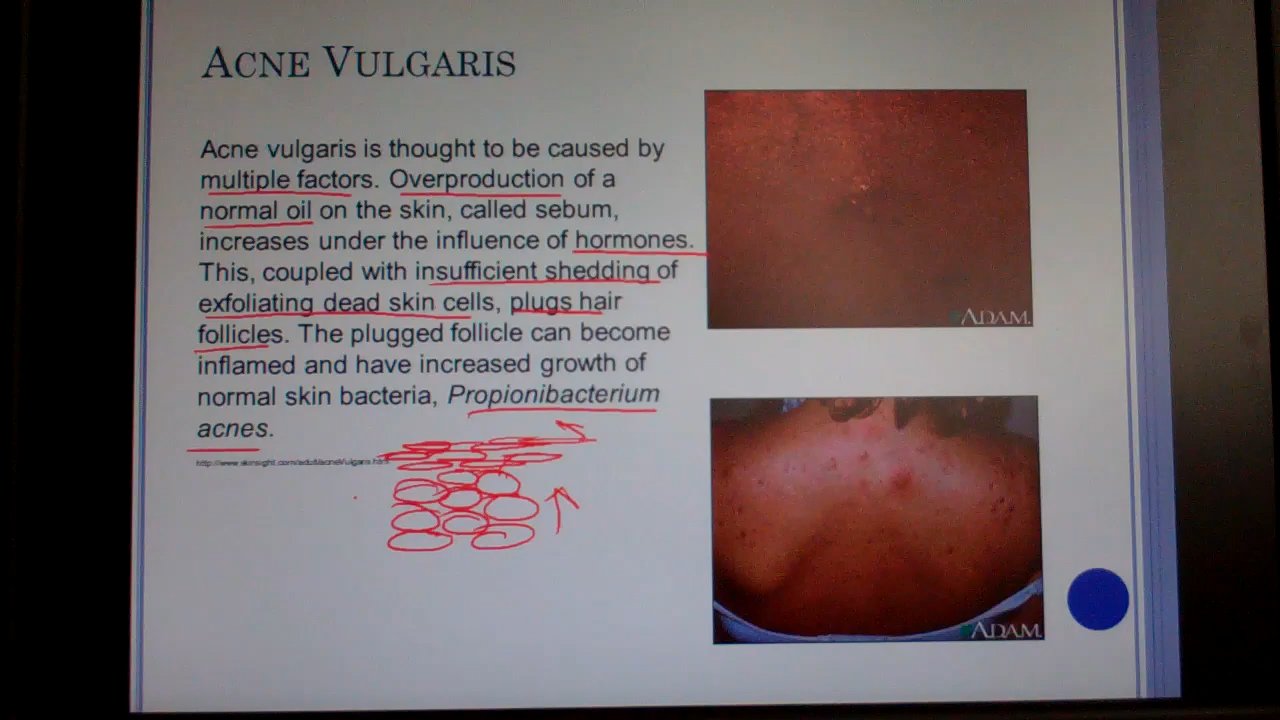 ACNE VULGARIS
Acne vulgaris is thought to be caused by
multiple factors. Overproduction of a
normal oil on the skin, called sebum,
increases under the influence of hormones.
This, coupled with insufficient shedding of
exfoliating dead skin cells, plugs hair
follicles. The plugged follicle can become
inflamed and have increased growth of
normal skin bacteria, Propionibacterium
acnes.
ADAM.
ADAM.